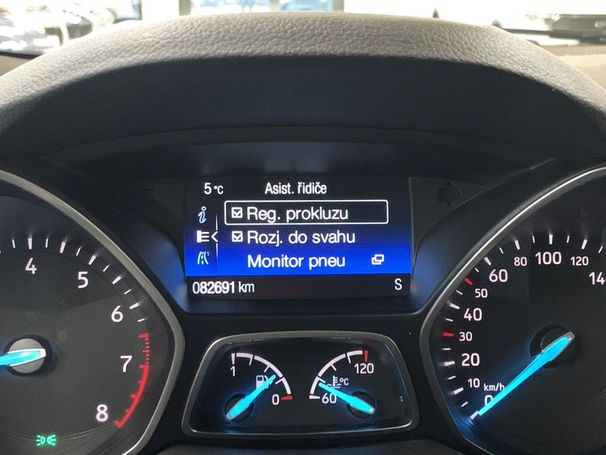 5 °C Asist. řidiče
Reg. prokluzu
Rozj. do svahu
Monitor pneu
082691 km S
4
5
6
7
8
1 0
60 °C 120
0
10
20
30
40
50
60
80
100
120
14
km/h